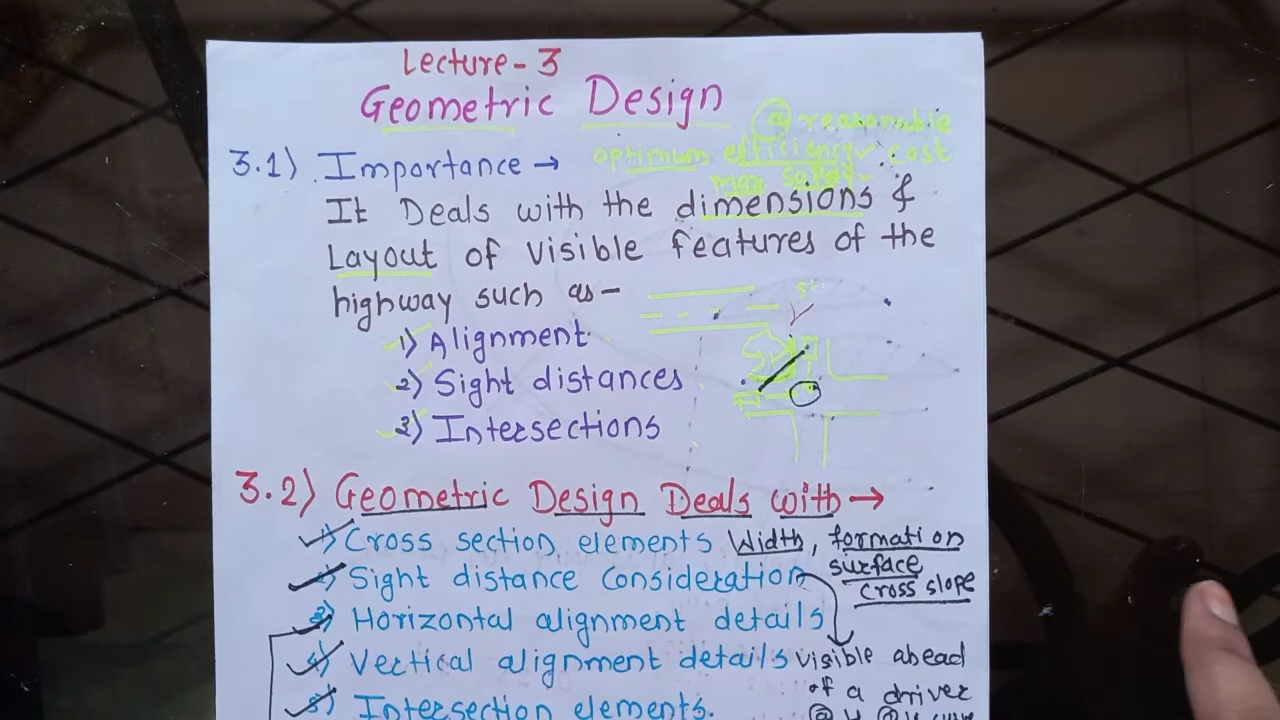 Lecture - 3
Geometric Design
@ reasonable
3.1) Importance → optimum efficiency cost
It Deals with the dimensions &
Layout of visible features of the
highway such as -
1) Alignment
2) Sight distances
3) Intersections
3.2) Geometric Design Deals with →
1) Cross section elements Width, formation
surface
cross slope
2) Sight distance consideration
3) Horizontal alignment details
4) Vertical alignment details visible ahead
of a driver
5) Intersection elements.